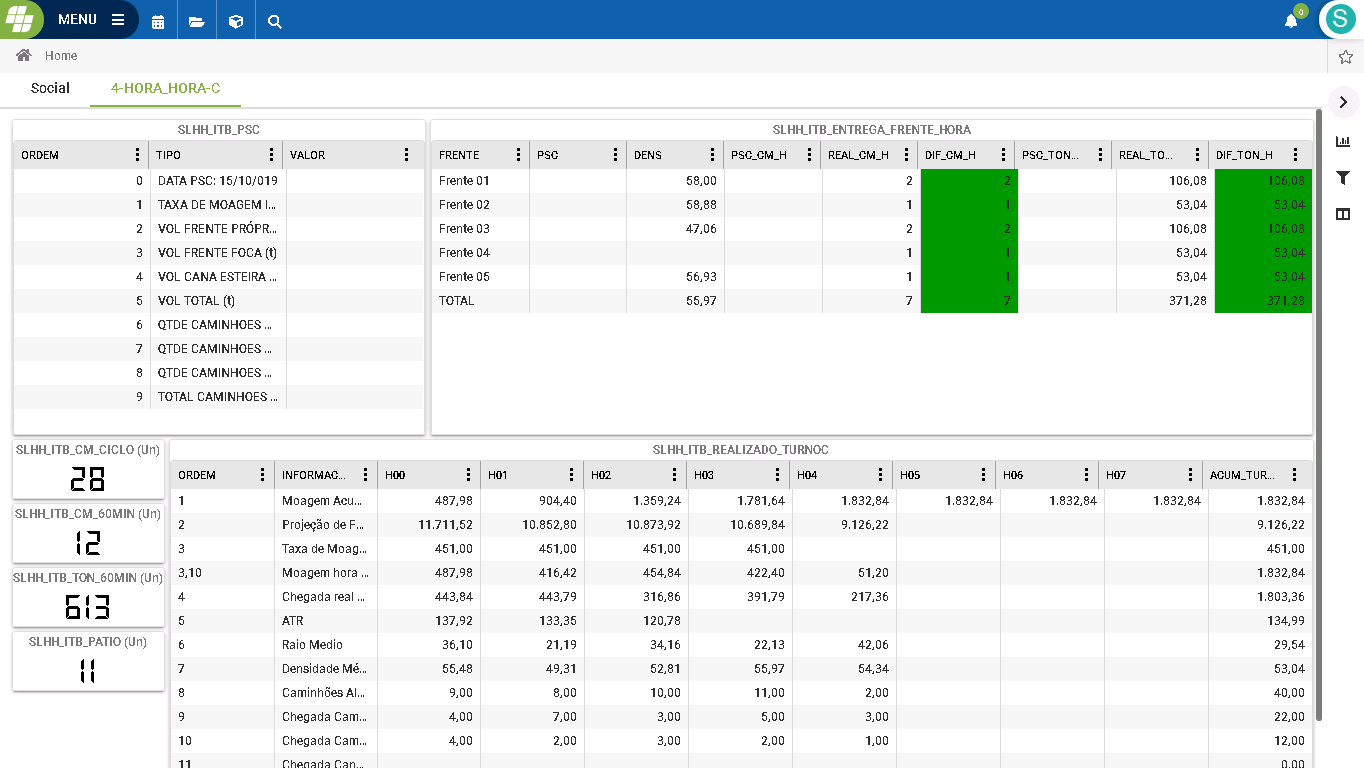 MENU
0
S
Home
Social 4-HORA_HORA-C
SLHH_ITB_PSC
ORDEM TIPO VALOR
0 DATA PSC: 15/10/019
1 TAXA DE MOAGEM I...
2 VOL FRENTE PRÓPR...
3 VOL FRENTE FOCA (t)
4 VOL CANA ESTEIRA ...
5 VOL TOTAL (t)
6 QTDE CAMINHOES ...
7 QTDE CAMINHOES ...
8 QTDE CAMINHOES ...
9 TOTAL CAMINHOES ...
SLHH_ITB_ENTREGA_FRENTE_HORA
FRENTE PSC DENS PSC_CM_H REAL_CM_H DIF_CM_H PSC_TON... REAL_TO... DIF_TON_H
Frente 01 58,00 2 2 106,08 106,08
Frente 02 58,88 1 1 53,04 53,04
Frente 03 47,06 2 2 106,08 106,08
Frente 04 1 1 53,04 53,04
Frente 05 56,93 1 1 53,04 53,04
TOTAL 55,97 7 7 371,28 371,28
SLHH_ITB_CM_CICLO (Un)
28
SLHH_ITB_CM_60MIN (Un)
12
SLHH_ITB_TON_60MIN (Un)
613
SLHH_ITB_PATIO (Un)
11
SLHH_ITB_REALIZADO_TURNOC
ORDEM INFORMAC... H00 H01 H02 H03 H04 H05 H06 H07 ACUM_TUR...
1 Moagem Acu... 487,98 904,40 1.359,24 1.781,64 1.832,84 1.832,84 1.832,84 1.832,84 1.832,84
2 Projeção de F... 11.711,52 10.852,80 10.873,92 10.689,84 9.126,22 9.126,22
3 Taxa de Moag... 451,00 451,00 451,00 451,00 451,00
3,10 Moagem hora ... 487,98 416,42 454,84 422,40 51,20 1.832,84
4 Chegada real ... 443,84 443,79 316,86 391,79 217,36 1.803,36
5 ATR 137,92 133,35 120,78 134,99
6 Raio Medio 36,10 21,19 34,16 22,13 42,06 29,54
7 Densidade Mé... 55,48 49,31 52,81 55,97 54,34 53,04
8 Caminhões Al... 9,00 8,00 10,00 11,00 2,00 40,00
9 Chegada Cam... 4,00 7,00 3,00 5,00 3,00 22,00
10 Chegada Cam... 4,00 2,00 3,00 2,00 1,00 12,00
11 Chegada Can... 0,00